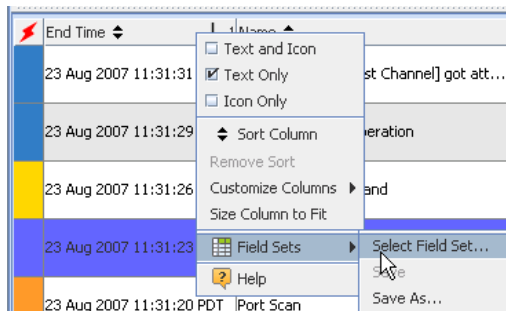 End Time 1 Name
Text and Icon
23 Aug 2007 11:31:31 Text Only st Channel] got att...
Icon Only
23 Aug 2007 11:31:29 Sort Column eration
Remove Sort
23 Aug 2007 11:31:26 Customize Columns and
Size Column to Fit
23 Aug 2007 11:31:23 Field Sets Select Field Set...
Help Save
23 Aug 2007 11:31:20 PDT Port Scan Save As...